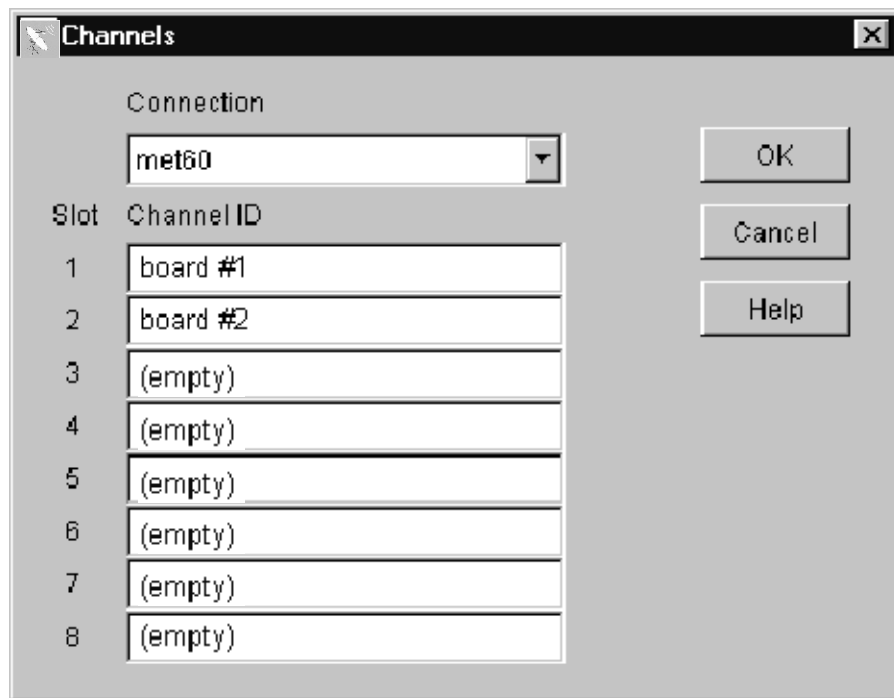 Channels
Connection
met60
OK
Slot Channel ID
Cancel
1 board #1
2 board #2
Help
3 (empty)
4 (empty)
5 (empty)
6 (empty)
7 (empty)
8 (empty)